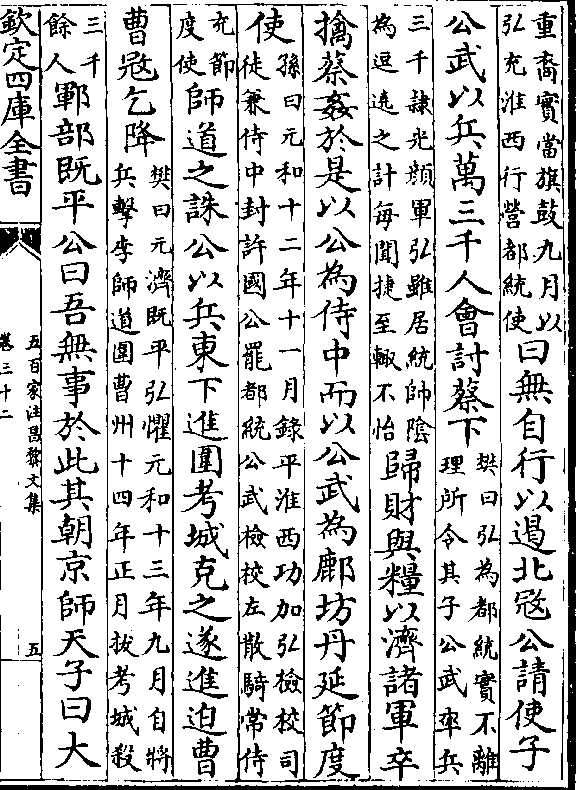 重裔實當旗鼓九月以
弘充淮西行營都統使
曰無自行以遏北寇公請使子
公武以兵萬三千人會討蔡下
樊曰弘為都統實不離
理所令其子公武率兵
三千隸光顔軍弘雖居統帥陰
為逗遶之計每聞捷至輙不怡
歸財與糧以濟諸軍卒
擒蔡姦於是以公為侍中而以公武為鄜坊丹延節度
使
孫曰元和十二年十一月錄平淮西功加弘檢校司
徒兼侍中封許國公罷都統公武檢校左散騎常侍
充節
度使
師道之誅公以兵東下進圍考城克之遂進迫曹
曹寇乞降
樊曰元濟既平弘懼元和十三年九月自將
兵擊李師道圍曹州十四年正月拔考城殺
三千
餘人
鄆部既平公曰吾無事於此其朝京師天子曰大
欽定四庫全書
五百家注昌黎文集
卷三十二
五